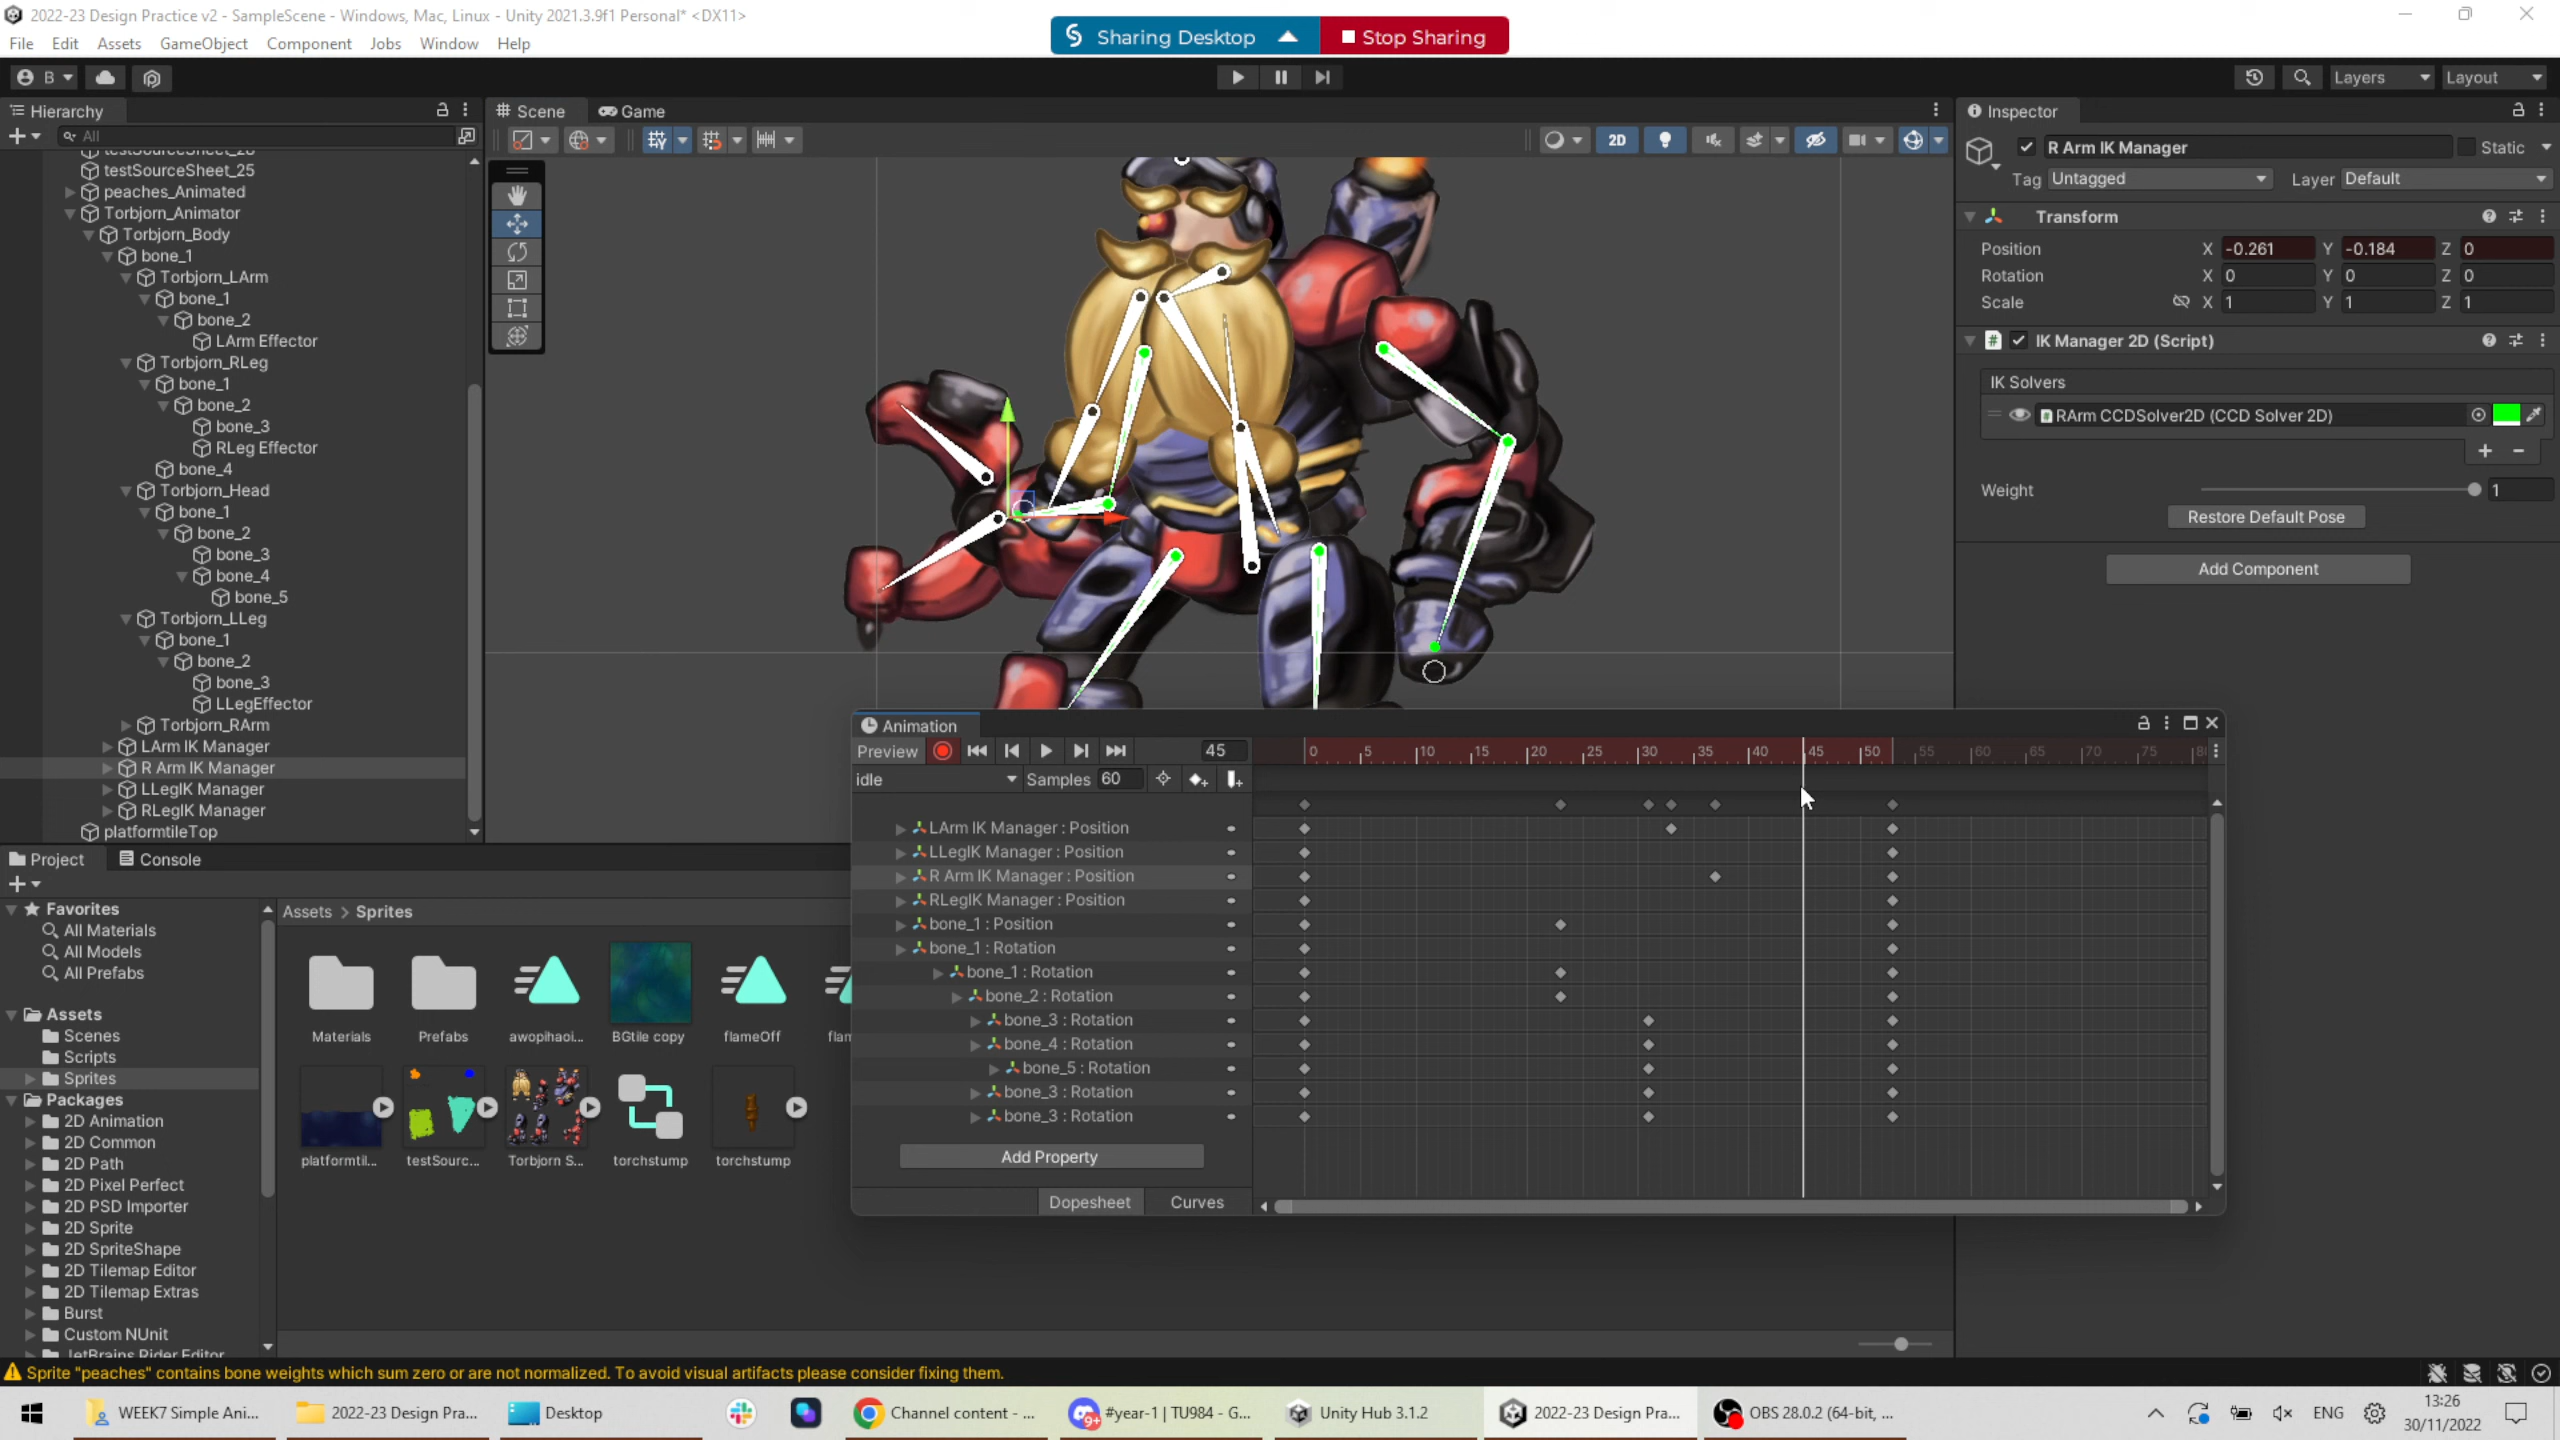 2022-23 Design Practice v2 - SampleScene - Windows, Mac, Linux - Unity 2021.3.9f1 Personal* <DX11>
Sharing Desktop
Stop Sharing
File Edit Assets GameObject Component Jobs Window Help
B
Layers
Layout
Hierarchy
All
testSourceSheet_25
peaches_Animated
Torbjorn_Animator
Torbjorn_Body
bone_1
Torbjorn_LArm
bone_1
bone_2
LArm Effector
Torbjorn_RLeg
bone_1
bone_2
bone_3
RLeg Effector
bone_4
Torbjorn_Head
bone_1
bone_2
bone_3
bone_4
bone_5
Torbjorn_LLeg
bone_1
bone_2
bone_3
LLegEffector
Torbjorn_RArm
LArm IK Manager
R Arm IK Manager
LLegIK Manager
RLegIK Manager
platformtileTop
Scene Game
2D
Inspector
R Arm IK Manager
Static
Tag Untagged Layer Default
Transform
Position X -0.261 Y -0.184 Z 0
Rotation X 0 Y 0 Z 0
Scale X 1 Y 1 Z 1
IK Manager 2D (Script)
IK Solvers
RArm CCDSolver2D (CCD Solver 2D)
Weight 1
Restore Default Pose
Add Component
Animation
Preview 45 0 5 10 15 20 25 30 35 40 45 50 55 60 65 70 75
idle Samples 60
LArm IK Manager : Position
LLegIK Manager : Position
R Arm IK Manager : Position
RLegIK Manager : Position
bone_1 : Position
bone_1 : Rotation
bone_1 : Rotation
bone_2 : Rotation
bone_3 : Rotation
bone_4 : Rotation
bone_5 : Rotation
bone_3 : Rotation
bone_3 : Rotation
Add Property
Dopesheet Curves
Project Console
Favorites
All Materials
All Models
All Prefabs
Assets
Scenes
Scripts
Sprites
Packages
2D Animation
2D Common
2D Path
2D Pixel Perfect
2D PSD Importer
2D Sprite
2D SpriteShape
2D Tilemap Editor
2D Tilemap Extras
Burst
Custom NUnit
JetBrains Rider Editor
Assets > Sprites
Materials Prefabs awopihaoi... BGtile copy flameOff flam
platformtil... testSourc... Torbjorn S... torchstump torchstump
Sprite "peaches" contains bone weights which sum zero or are not normalized. To avoid visual artifacts please consider fixing them.
WEEK7 Simple Ani... 2022-23 Design Pra... Desktop Channel content - ... 9+ #year-1 | TU984 - G... Unity Hub 3.1.2 2022-23 Design Pra... OBS 28.0.2 (64-bit, ... ENG
13:26
30/11/2022